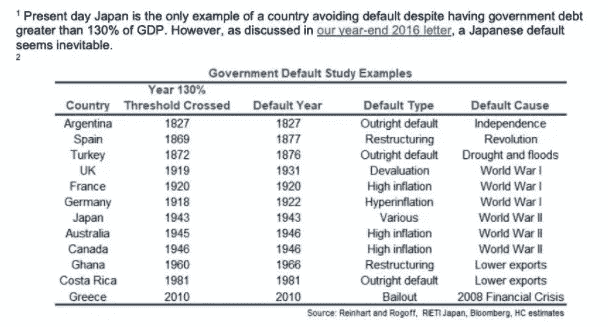 1 Present day Japan is the only example of a country avoiding default despite having government debt
greater than 130% of GDP. However, as discussed in our year-end 2016 letter, a Japanese default
seems inevitable.
2
Government Default Study Examples
Year 130%
Country Threshold Crossed Default Year Default Type Default Cause
Argentina 1827 1827 Outright default Independence
Spain 1869 1877 Restructuring Revolution
Turkey 1872 1876 Outright default Drought and floods
UK 1919 1931 Devaluation World War I
France 1920 1920 High inflation World War I
Germany 1918 1922 Hyperinflation World War I
Japan 1943 1943 Various World War II
Australia 1945 1946 High inflation World War II
Canada 1946 1946 High inflation World War II
Ghana 1960 1966 Restructuring Lower exports
Costa Rica 1981 1981 Outright default Lower exports
Greece 2010 2010 Bailout 2008 Financial Crisis
Source: Reinhart and Rogoff, RIETI Japan, Bloomberg, HC estimates